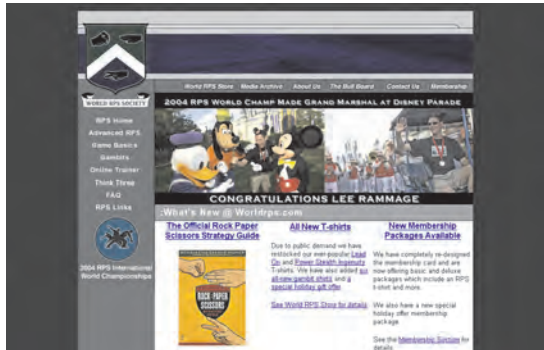 World RPS Store Media Archive About Us The Bull Board Contact Us Membership
WORLD RPS SOCIETY
2004 RPS WORLD CHAMP MADE GRAND MARSHAL AT DISNEY PARADE
RPS Home
Advanced RPS
Game Basics
Gambits
Online Trainer
Think Three
FAQ
RPS Links
2004 RPS International
World Championships
CONGRATULATIONS LEE RAMMAGE
What's New @ Worldrps.com
The Official Rock Paper
Scissors Strategy Guide
ROCK PAPER
SCISSORS
All New T-shirts
Due to public demand we have
restocked our ever-popular Lead
On and Power Stealth Ingenuity
T-shirts. We have also added six
all-new gambit shirts and a
special holiday gift offer.
See World RPS Shop for details
New Membership
Packages Available
We have completely re-designed
the membership card and are
now offering basic and deluxe
packages which include an RPS
t-shirt and more.
We also have a new special
holiday offer membership
package.
See the Membership Section for
details